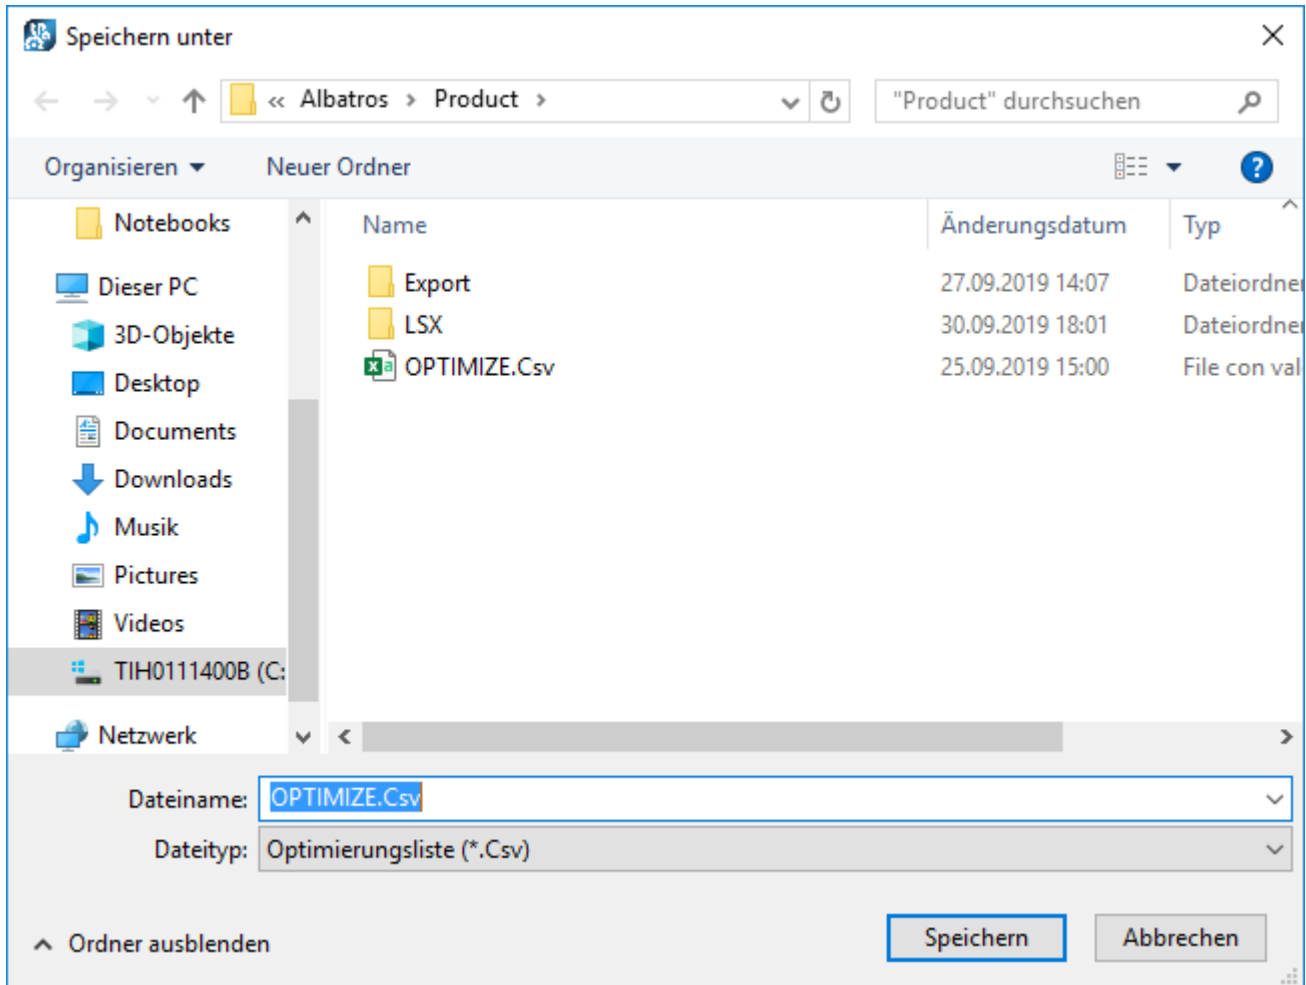 Speichern unter
« Albatros › Product ›
"Product" durchsuchen
Organisieren
Neuer Ordner
?
Notebooks
Dieser PC
3D-Objekte
Desktop
Documents
Downloads
Musik
Pictures
Videos
TIH0111400B (C:
Netzwerk
Name Änderungsdatum Typ
Export 27.09.2019 14:07 Dateiordner
LSX 30.09.2019 18:01 Dateiordner
OPTIMIZE.Csv 25.09.2019 15:00 File con val
Dateiname: OPTIMIZE.Csv
Dateityp: Optimierungsliste (*.Csv)
Ordner ausblenden
Speichern
Abbrechen